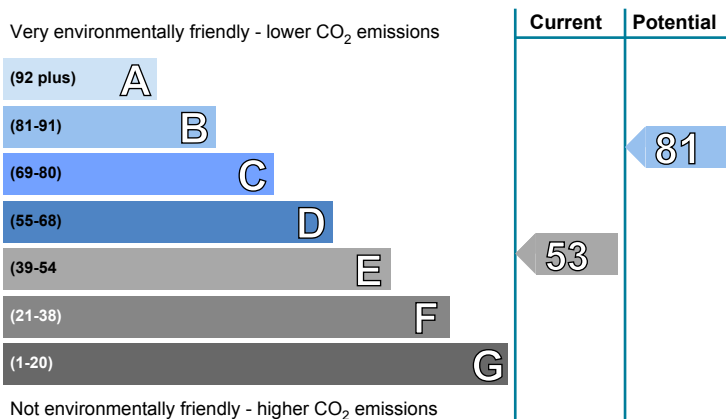 Current Potential
Very environmentally friendly - lower CO2 emissions
(92 plus) A
(81-91) B
81
(69-80) C
(55-68) D
53
(39-54 E
(21-38) F
(1-20) G
Not environmentally friendly - higher CO2 emissions